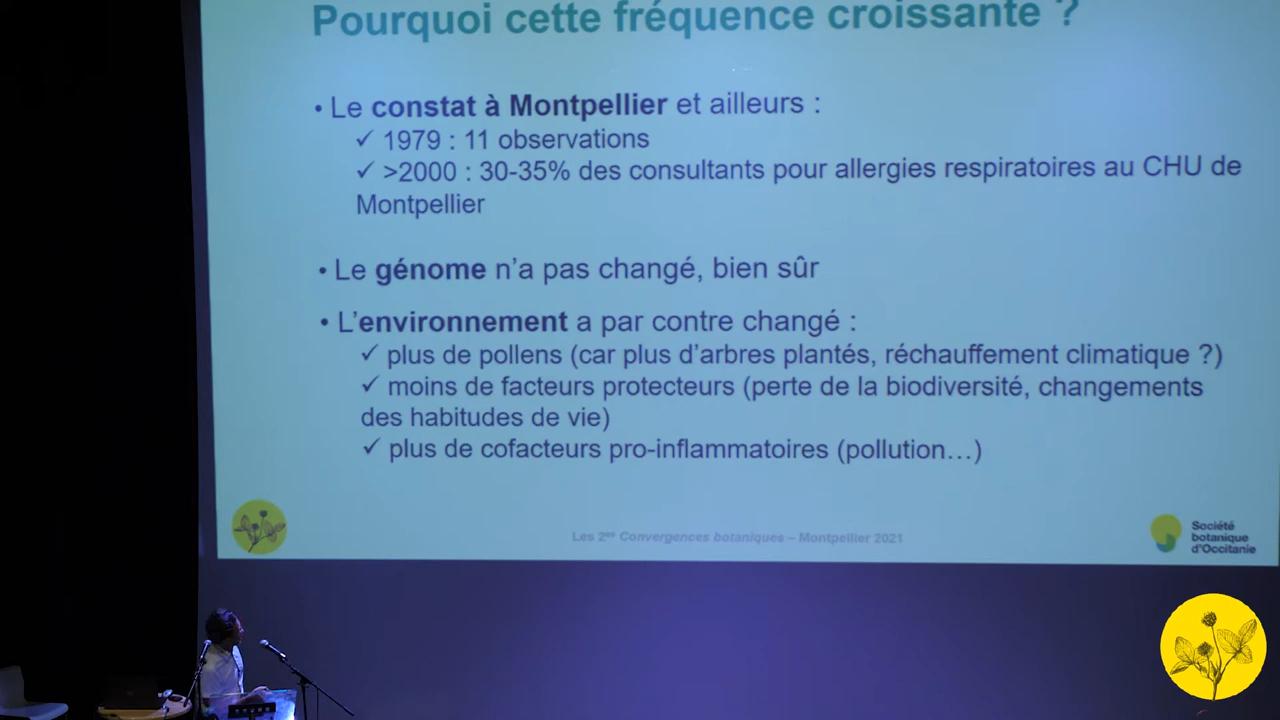 Pourquoi cette fréquence croissante ?
• Le constat à Montpellier et ailleurs :
✓ 1979 : 11 observations
✓ >2000 : 30-35% des consultants pour allergies respiratoires au CHU de
Montpellier
• Le génome n’a pas changé, bien sûr
• L’environnement a par contre changé :
✓ plus de pollens (car plus d’arbres plantés, réchauffement climatique ?)
✓ moins de facteurs protecteurs (perte de la biodiversité, changements
des habitudes de vie)
✓ plus de cofacteurs pro-inflammatoires (pollution…)
Les 2es Convergences botaniques – Montpellier 2021
Société
botanique
d’Occitanie